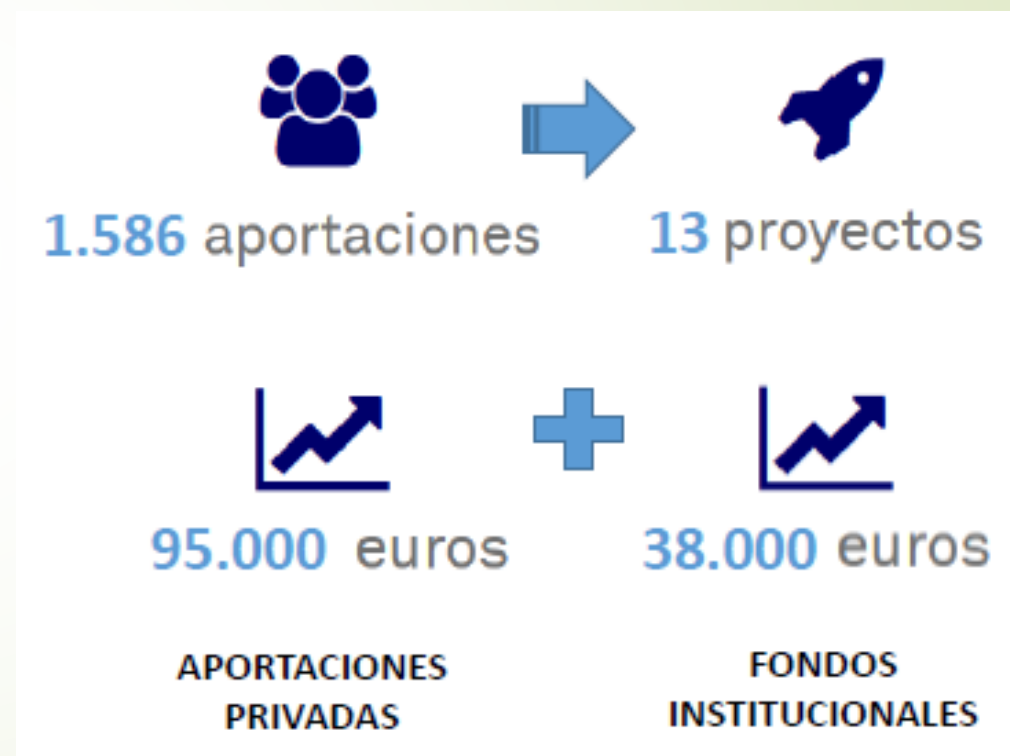 1.586 aportaciones
13 proyectos
95.000 euros
38.000 euros
APORTACIONES
PRIVADAS
FONDOS
INSTITUCIONALES